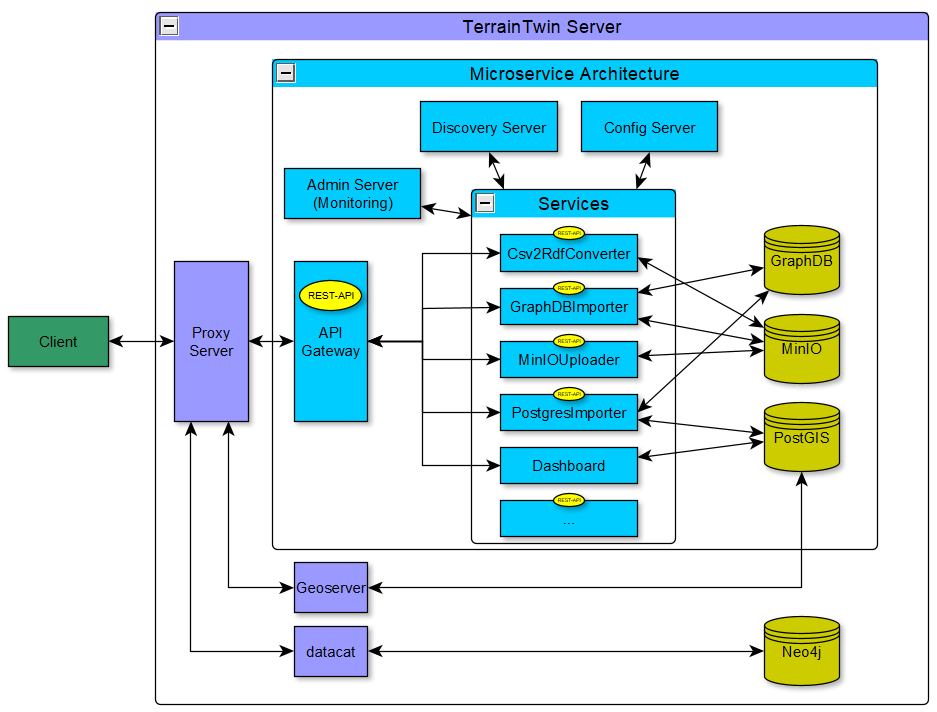 TerrainTwin Server
Microservice Architecture
Discovery Server
Config Server
Admin Server
(Monitoring)
Services
REST-API
Csv2RdfConverter
GraphDB
REST-API
GraphDBImporter
REST-API
API
Gateway
Client
Proxy
Server
REST-API
MinIOUploader
MinIO
REST-API
PostgresImporter
PostGIS
Dashboard
REST-API
...
Geoserver
datacat
Neo4j